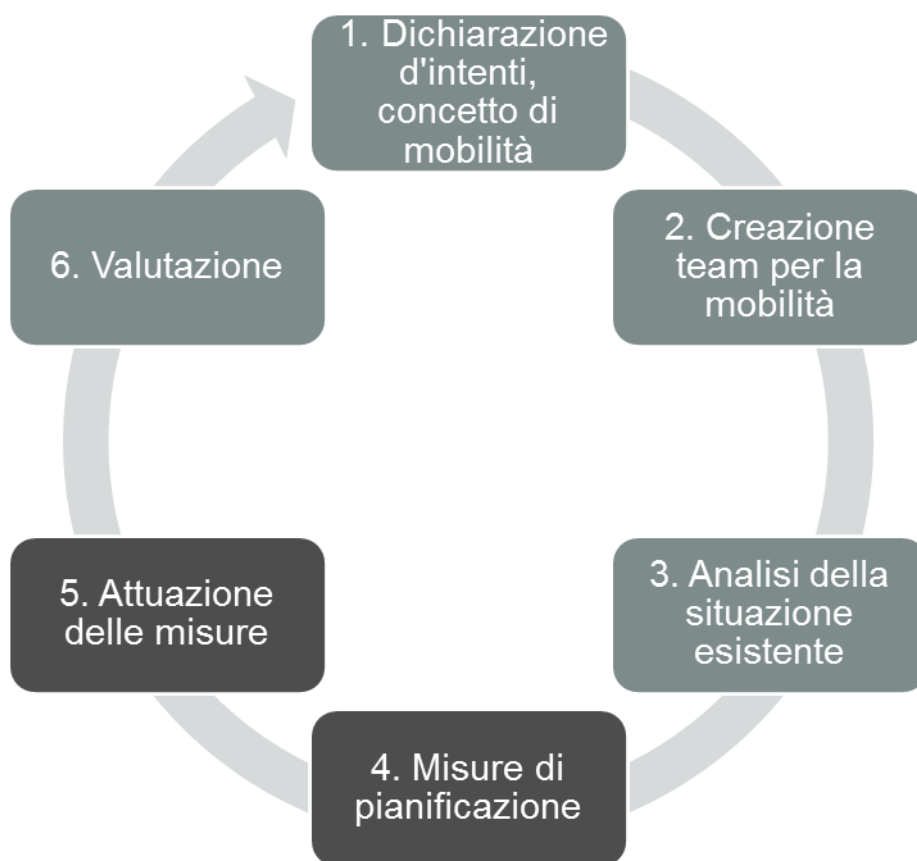 1. Dichiarazione
d'intenti,
concetto di
mobilità
2. Creazione
team per la
mobilità
3. Analisi della
situazione
esistente
4. Misure di
pianificazione
5. Attuazione
delle misure
6. Valutazione